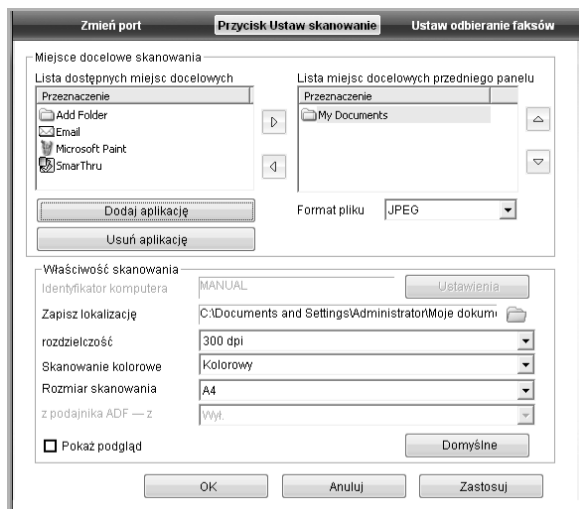 Zmień port Przycisk Ustaw skanowanie Ustaw odbieranie faksów
Miejsce docelowe skanowania
Lista dostępnych miejsc docelowych
Przeznaczenie
Add Folder
Email
Microsoft Paint
SmarThru
Dodaj aplikację
Usuń aplikację
Lista miejsc docelowych przedniego panelu
Przeznaczenie
My Documents
Format pliku JPEG
Właściwość skanowania
Identyfikator komputera MANUAL Ustawienia
Zapisz lokalizację C:\Documents and Settings\Administrator\Moje dokum
rozdzielczość 300 dpi
Skanowanie kolorowe Kolorowy
Rozmiar skanowania A4
z podajnika ADF — z Wył.
Pokaż podgląd Domyślne
OK Anuluj Zastosuj